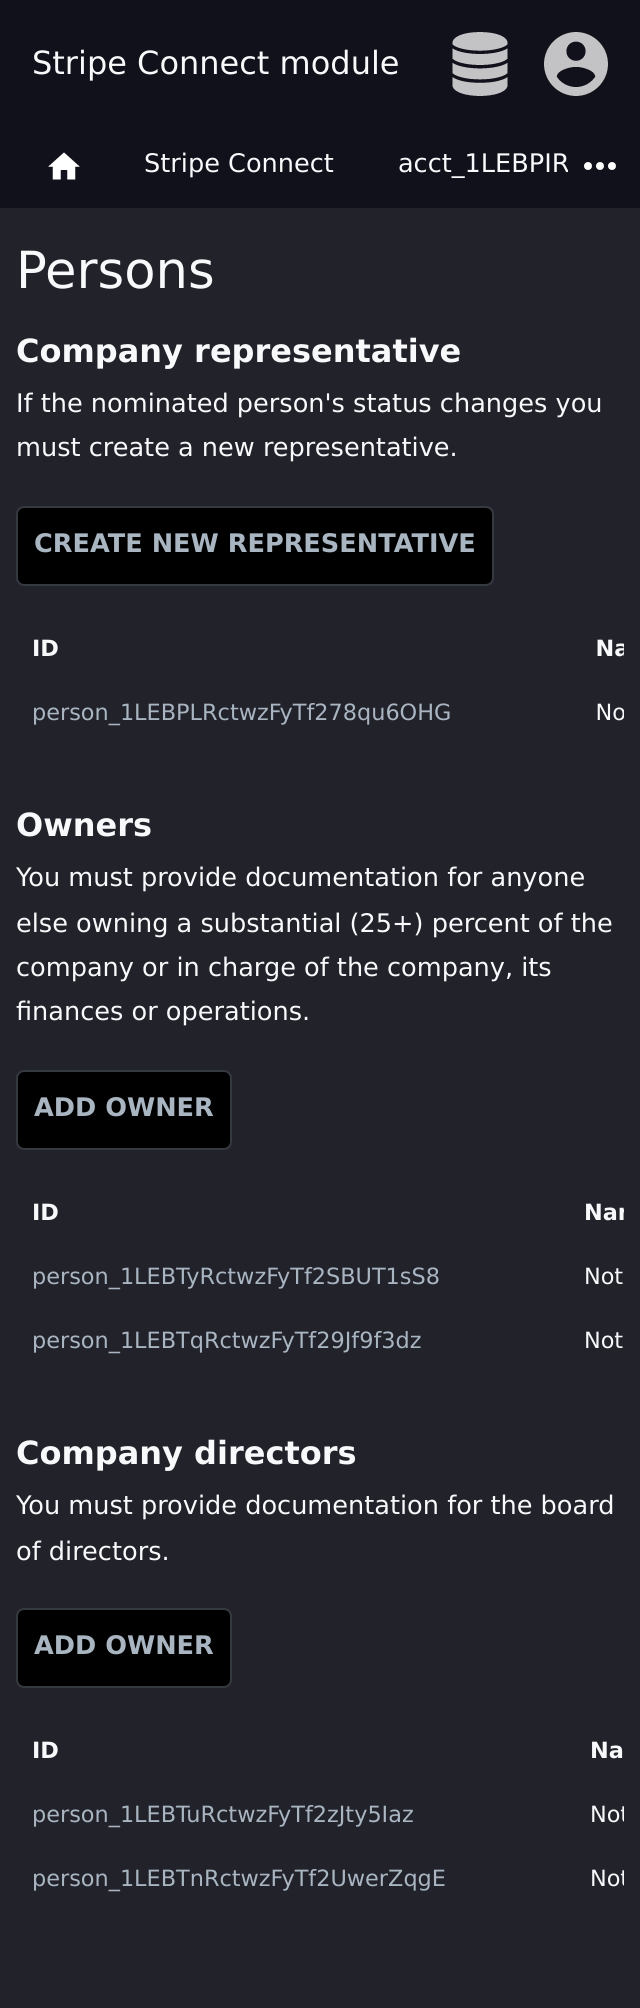 Stripe Connect module
Stripe Connect acct_1LEBPIR
Persons
Company representative
If the nominated person's status changes you
must create a new representative.
CREATE NEW REPRESENTATIVE
ID Na
person_1LEBPLRctwzFyTf278qu6OHG No
Owners
You must provide documentation for anyone
else owning a substantial (25+) percent of the
company or in charge of the company, its
finances or operations.
ADD OWNER
ID Nar
person_1LEBTyRctwzFyTf2SBUT1sS8 Not
person_1LEBTqRctwzFyTf29Jf9f3dz Not
Company directors
You must provide documentation for the board
of directors.
ADD OWNER
ID Na
person_1LEBTuRctwzFyTf2zJty5Iaz Not
person_1LEBTnRctwzFyTf2UwerZqgE Not